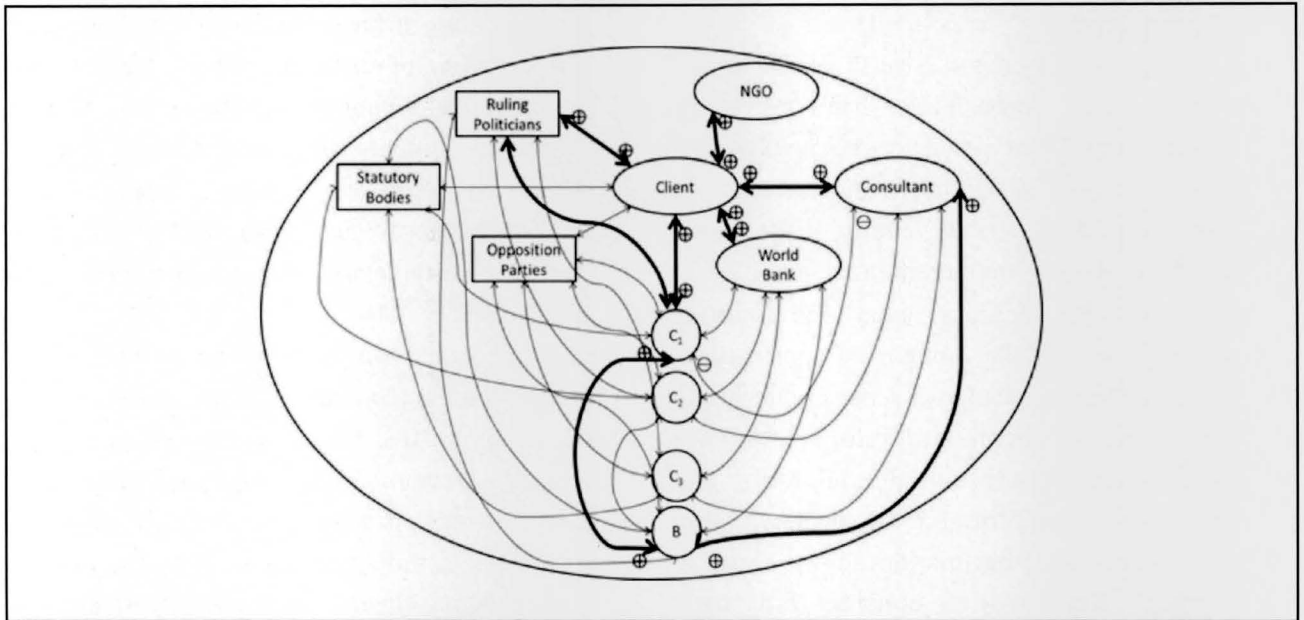 NGO
Ruling
Politicians
Statutory
Bodies
Client
Consultant
Opposition
Parties
World
Bank
C₁
C₂
C₃
B